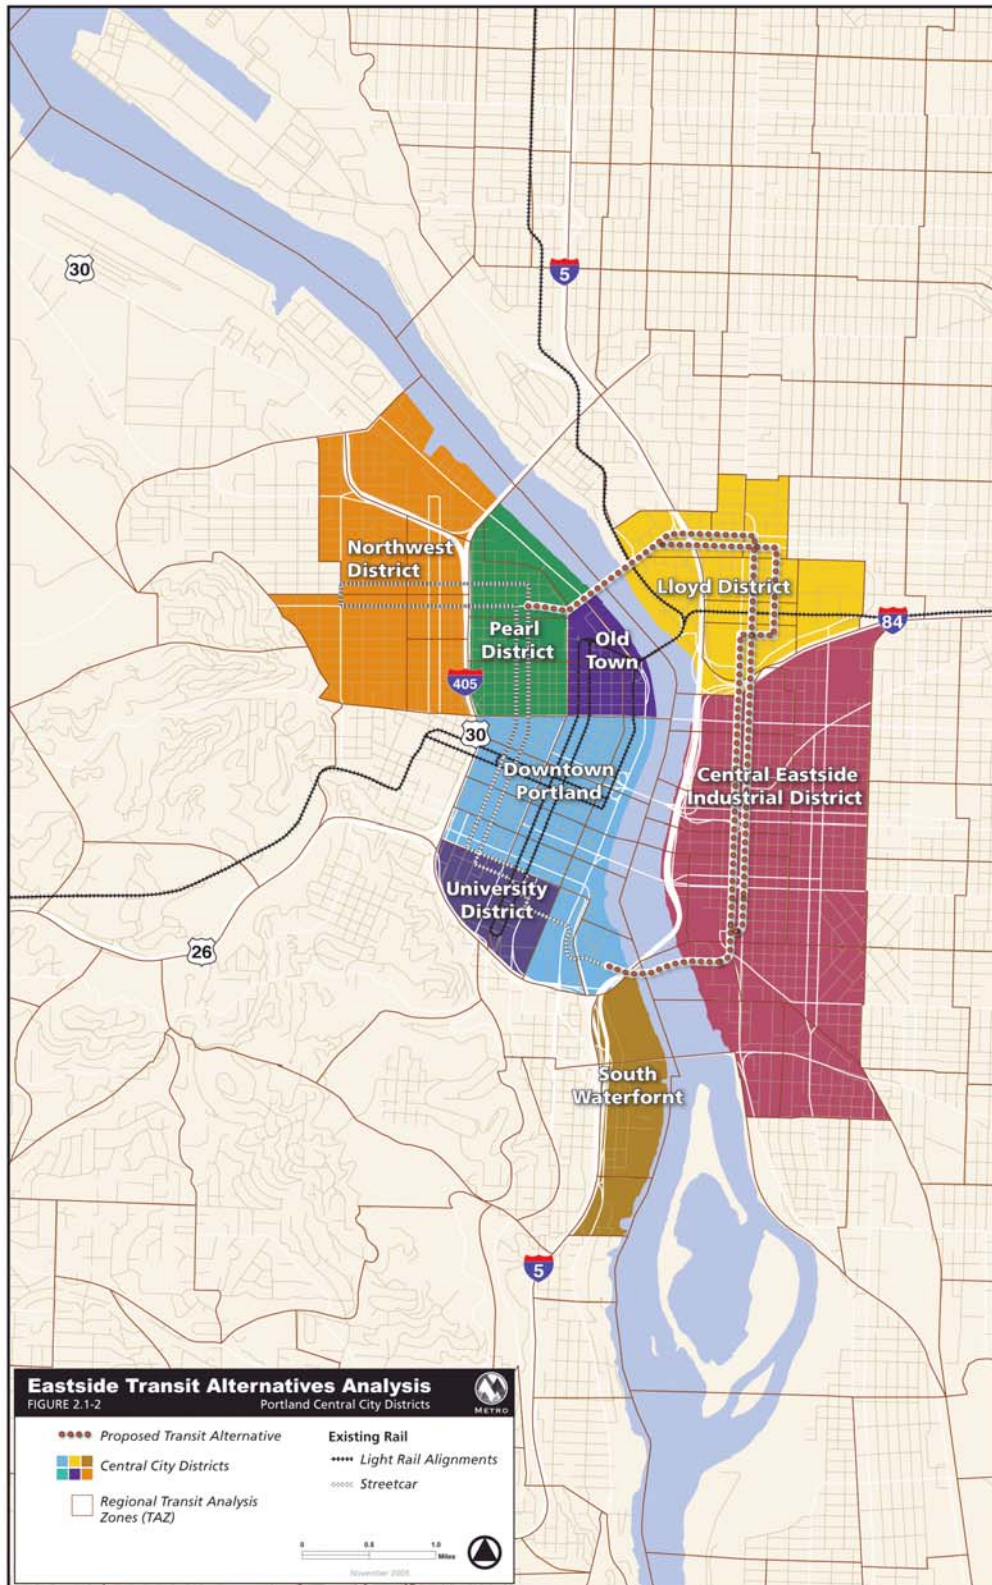 30
5
Northwest
District
Lloyd District
Pearl
District
Old
Town
84
405
30
Downtown
Portland
Central Eastside
Industrial District
University
District
26
South
Waterfornt
5
Eastside Transit Alternatives Analysis
FIGURE 2.1-2
Portland Central City Districts
METRO
Proposed Transit Alternative
Central City Districts
Regional Transit Analysis
Zones (TAZ)
Existing Rail
Light Rail Alignments
Streetcar
0 0.5 1.0
Miles
November 2005